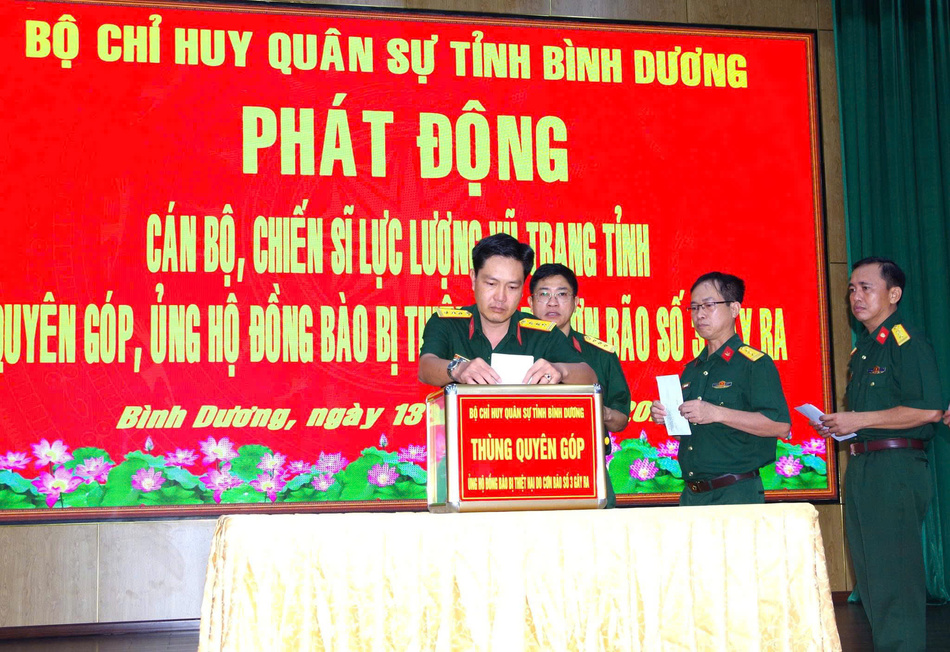 BỘ CHỈ HUY QUÂN SỰ TỈNH BÌNH DƯƠNG
PHÁT ĐỘNG
CÁN BỘ, CHIẾN SĨ LỰC LƯỢNG VŨ TRANG TỈNH
QUYÊN GÓP, ỦNG HỘ ĐỒNG BÀO BỊ BÃO SỐ RA
Bình Dương, ngày 13
BỘ CHỈ HUY QUÂN SỰ TỈNH BÌNH DƯƠNG
THÙNG QUYÊN GÓP
ỦNG HỘ ĐỒNG BÀO BỊ THIỆT HẠI DO CƠN BÃO SỐ 3 GÂY RA